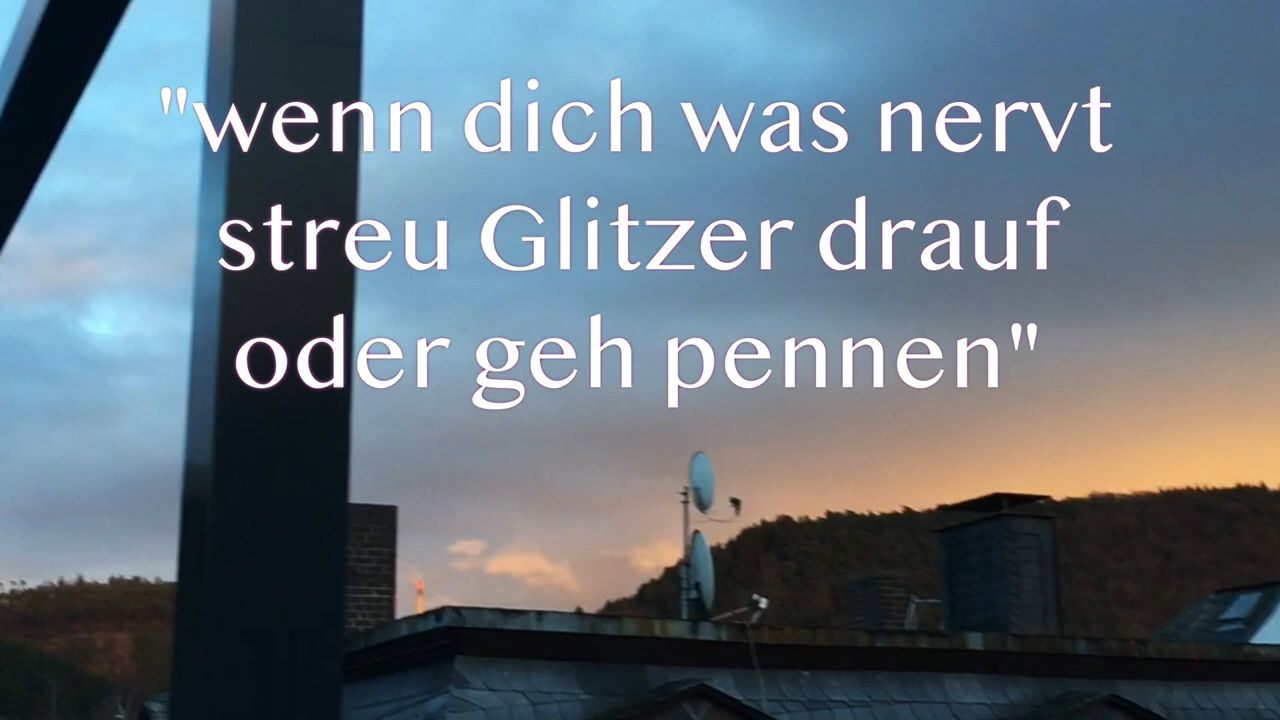 "wenn dich was nervt
streu Glitzer drauf
oder geh pennen"